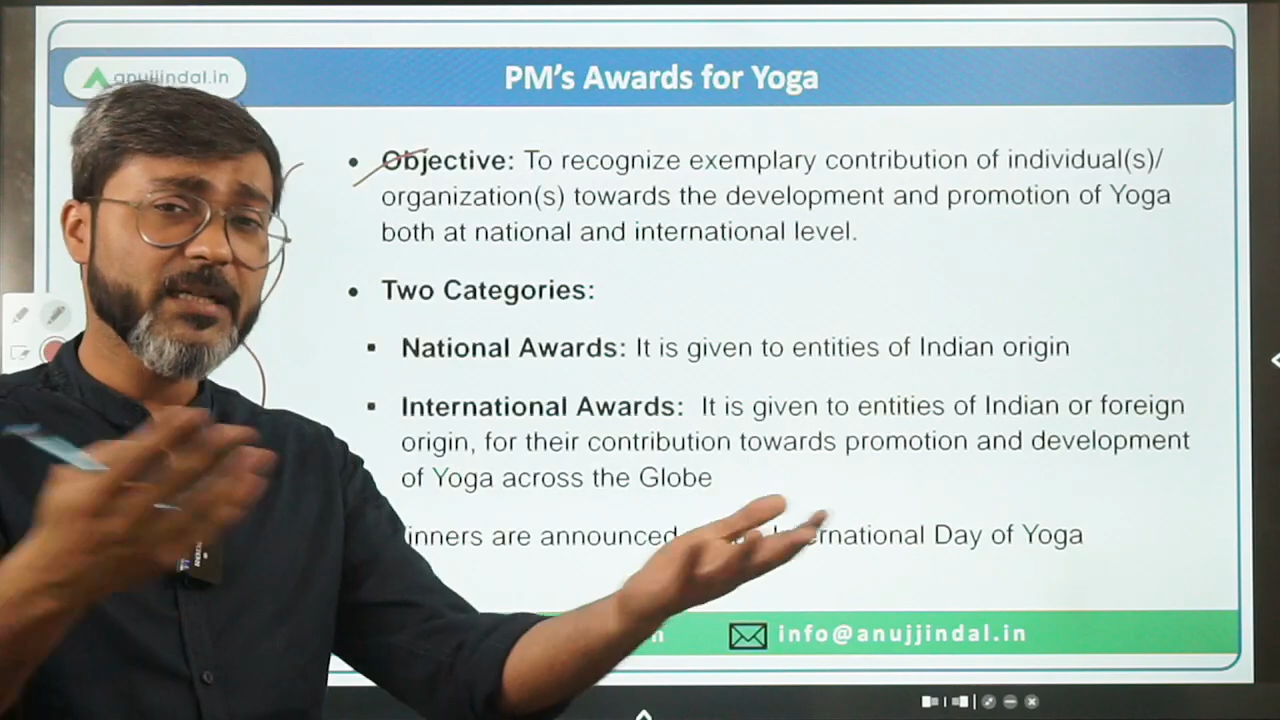 anujjindal.in
PM's Awards for Yoga
• Objective: To recognize exemplary contribution of individual(s)/
organization(s) towards the development and promotion of Yoga
both at national and international level.
• Two Categories:
▪ National Awards: It is given to entities of Indian origin
▪ International Awards: It is given to entities of Indian or foreign
origin, for their contribution towards promotion and development
of Yoga across the Globe
are announced Day of Yoga
info@anujjindal.in